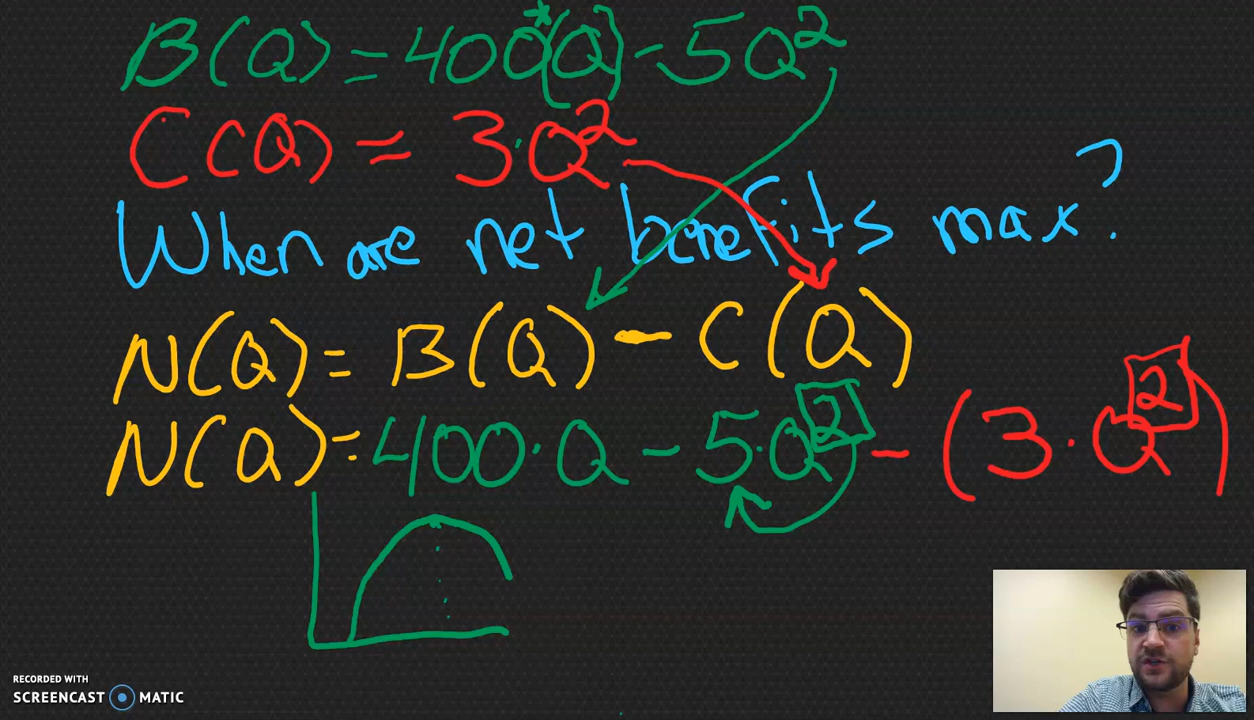 B(Q) = 400*(Q) - 5Q²
C(Q) = 3·Q²
When are net benefits max?
N(Q) = B(Q) - C(Q)
N(Q) = 400·Q - 5·Q² - (3·Q²)
RECORDED WITH
SCREENCAST MATIC